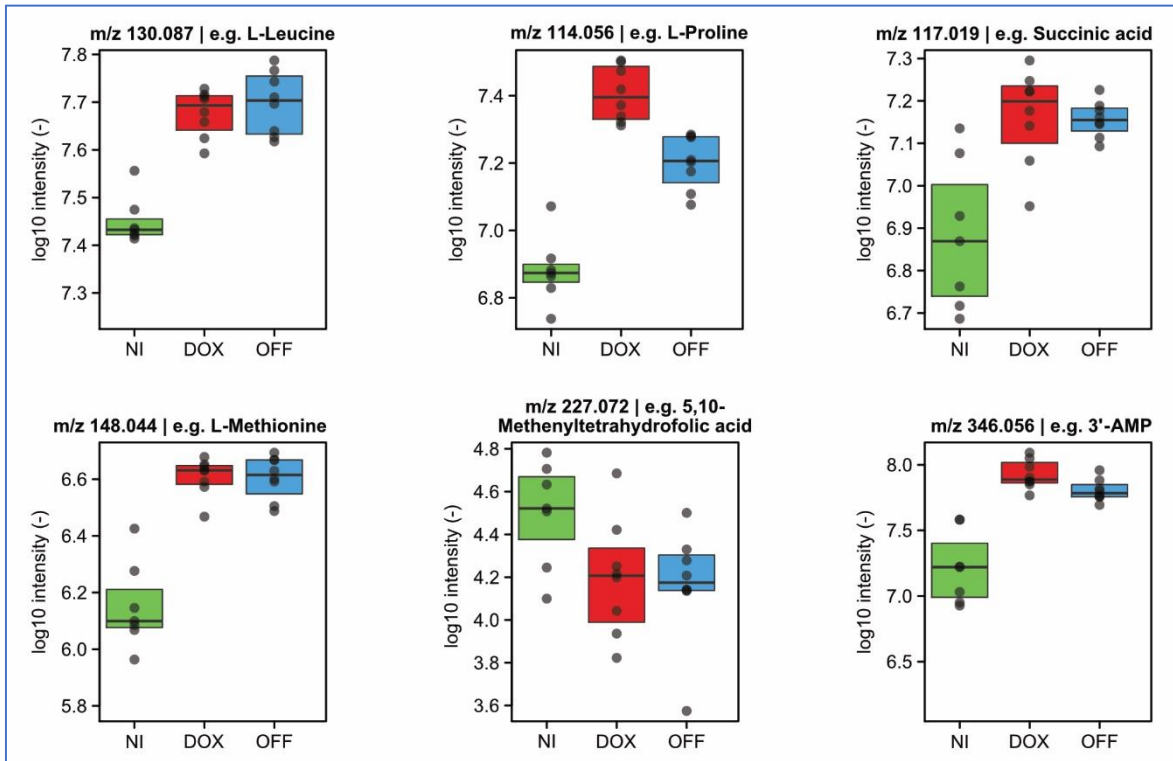 m/z 130.087 | e.g. L-Leucine
log10 intensity (-)
7.8
7.7
7.6
7.5
7.4
7.3
NI DOX OFF
m/z 114.056 | e.g. L-Proline
log10 intensity (-)
7.4
7.2
7.0
6.8
NI DOX OFF
m/z 117.019 | e.g. Succinic acid
log10 intensity (-)
7.3
7.2
7.1
7.0
6.9
6.8
6.7
NI DOX OFF
m/z 148.044 | e.g. L-Methionine
log10 intensity (-)
6.6
6.4
6.2
6.0
5.8
NI DOX OFF
m/z 227.072 | e.g. 5,10-
Methenyltetrahydrofolic acid
log10 intensity (-)
4.8
4.6
4.4
4.2
4.0
3.8
3.6
NI DOX OFF
m/z 346.056 | e.g. 3'-AMP
log10 intensity (-)
8.0
7.5
7.0
6.5
NI DOX OFF